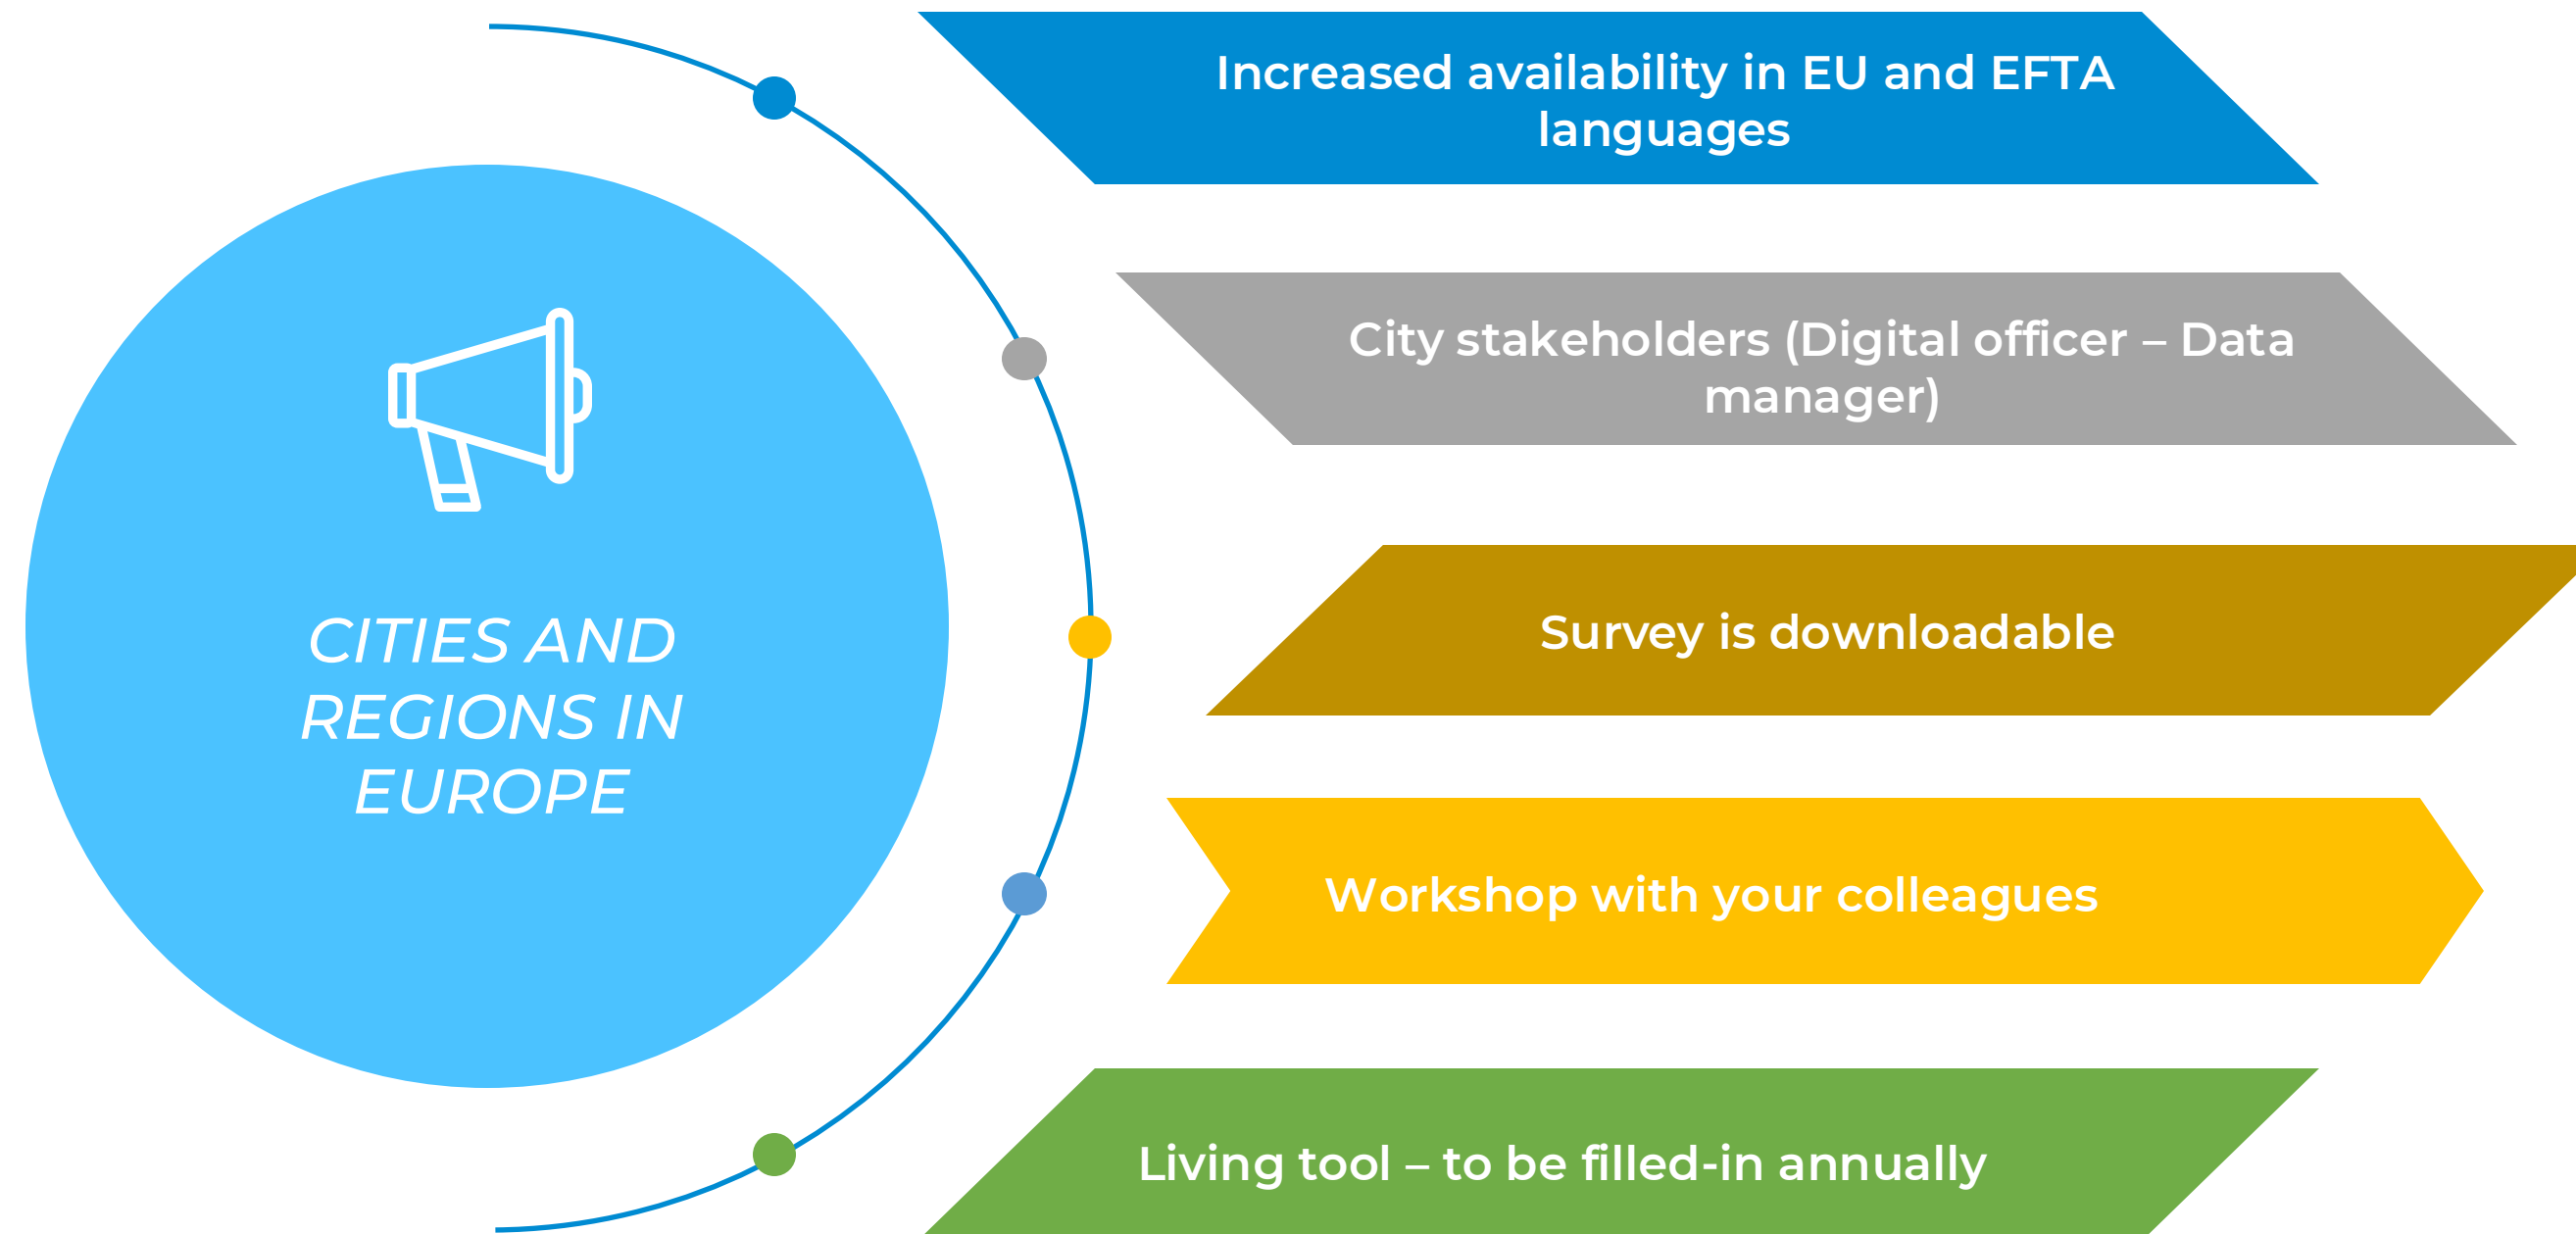 CITIES AND
REGIONS IN
EUROPE
Increased availability in EU and EFTA
languages
City stakeholders (Digital officer – Data
manager)
Survey is downloadable
Workshop with your colleagues
Living tool – to be filled-in annually